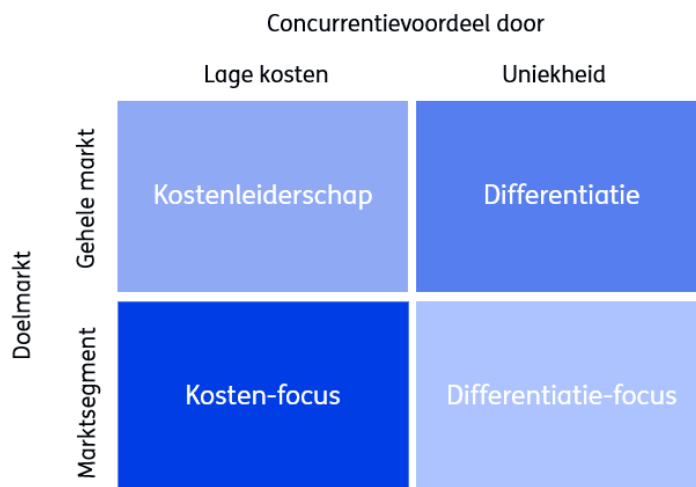 Concurrentievoordeel door
Lage kosten
Uniekheid
Doelmarkt
Gehele markt
Kostenleiderschap
Differentiatie
Marktsegment
Kosten-focus
Differentiatie-focus